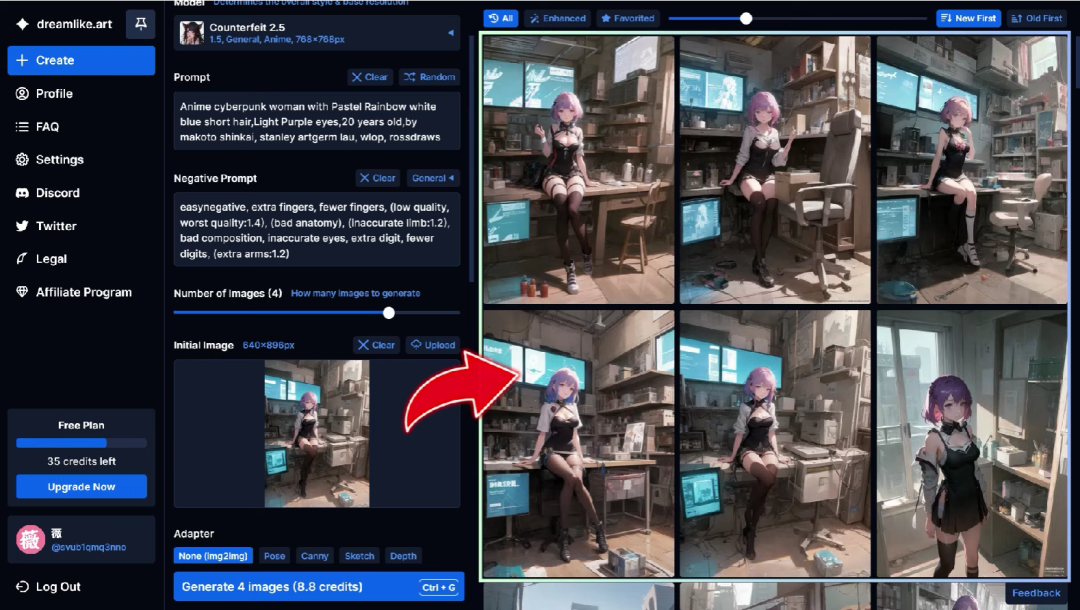 dreamlike.art
Create
Profile
FAQ
Settings
Discord
Twitter
Legal
Affiliate Program
Free Plan
35 credits left
Upgrade Now
薇
@svub1qmq3nnc
Log Out
Model Determines the overall style & base resolution
Counterfeit 2.5
1.5, General, Anime, 768×768px
Prompt
Clear
Random
Anime cyberpunk woman with Pastel Rainbow white
blue short hair,Light Purple eyes,20 years old,by
makoto shinkai, stanley artgerm lau, wlop, rossdraws
Negative Prompt
Clear
General
easynegative, extra fingers, fewer fingers, (low quality,
worst quality:1.4), (bad anatomy), (inaccurate limb:1.2),
bad composition, inaccurate eyes, extra digit, fewer
digits, (extra arms:1.2)
Number of Images (4) How many images to generate
Initial Image 640×896px
Clear
Upload
Adapter
None (img2img)
Pose
Canny
Sketch
Depth
Generate 4 images (8.8 credits)
Ctrl + G
All
Enhanced
Favorited
New First
Old First
Feedback